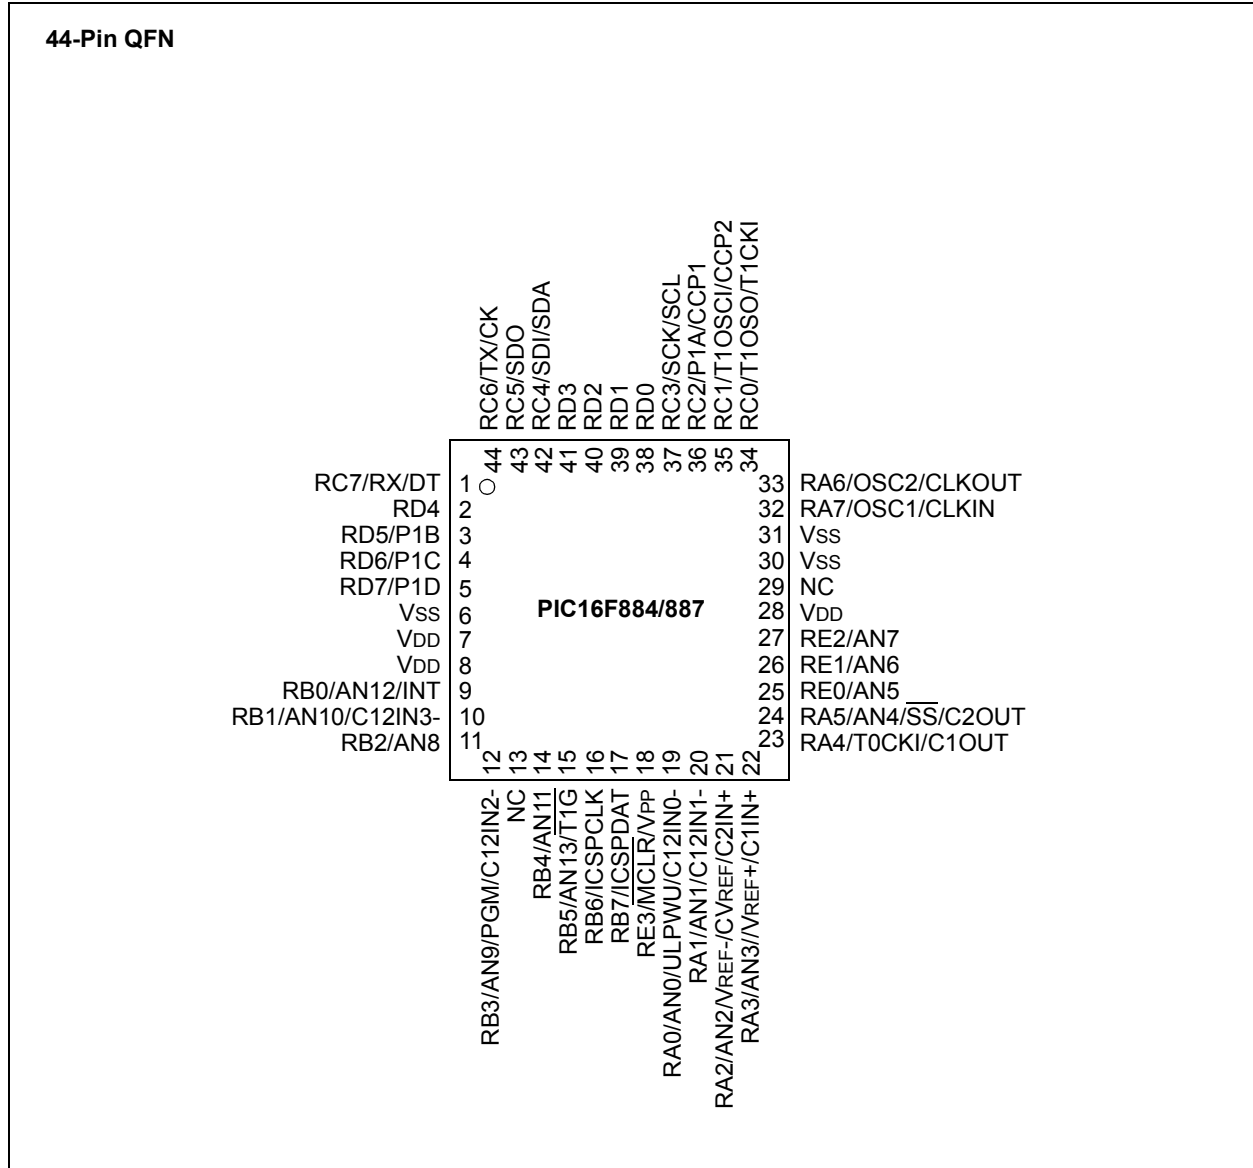 44-Pin QFN
RC6/TX/CK
RC5/SDO
RC4/SDI/SDA
RD3
RD2
RD1
RD0
RC3/SCK/SCL
RC2/P1A/CCP1
RC1/T1OSCI/CCP2
RC0/T1OSO/T1CKI
44
43
42
41
40
39
38
37
36
35
34
RC7/RX/DT 1
RD4 2
RD5/P1B 3
RD6/P1C 4
RD7/P1D 5
VSS 6
VDD 7
VDD 8
RB0/AN12/INT 9
RB1/AN10/C12IN3- 10
RB2/AN8 11
PIC16F884/887
33 RA6/OSC2/CLKOUT
32 RA7/OSC1/CLKIN
31 VSS
30 VSS
29 NC
28 VDD
27 RE2/AN7
26 RE1/AN6
25 RE0/AN5
24 RA5/AN4/SS/C2OUT
23 RA4/T0CKI/C1OUT
12
13
14
15
16
17
18
19
20
21
22
RB3/AN9/PGM/C12IN2-
NC
RB4/AN11
RB5/AN13/T1G
RB6/ICSPCLK
RB7/ICSPDAT
RE3/MCLR/VPP
RA0/AN0/ULPWU/C12IN0-
RA1/AN1/C12IN1-
RA2/AN2/VREF-/CVREF/C2IN+
RA3/AN3//VREF+/C1IN+